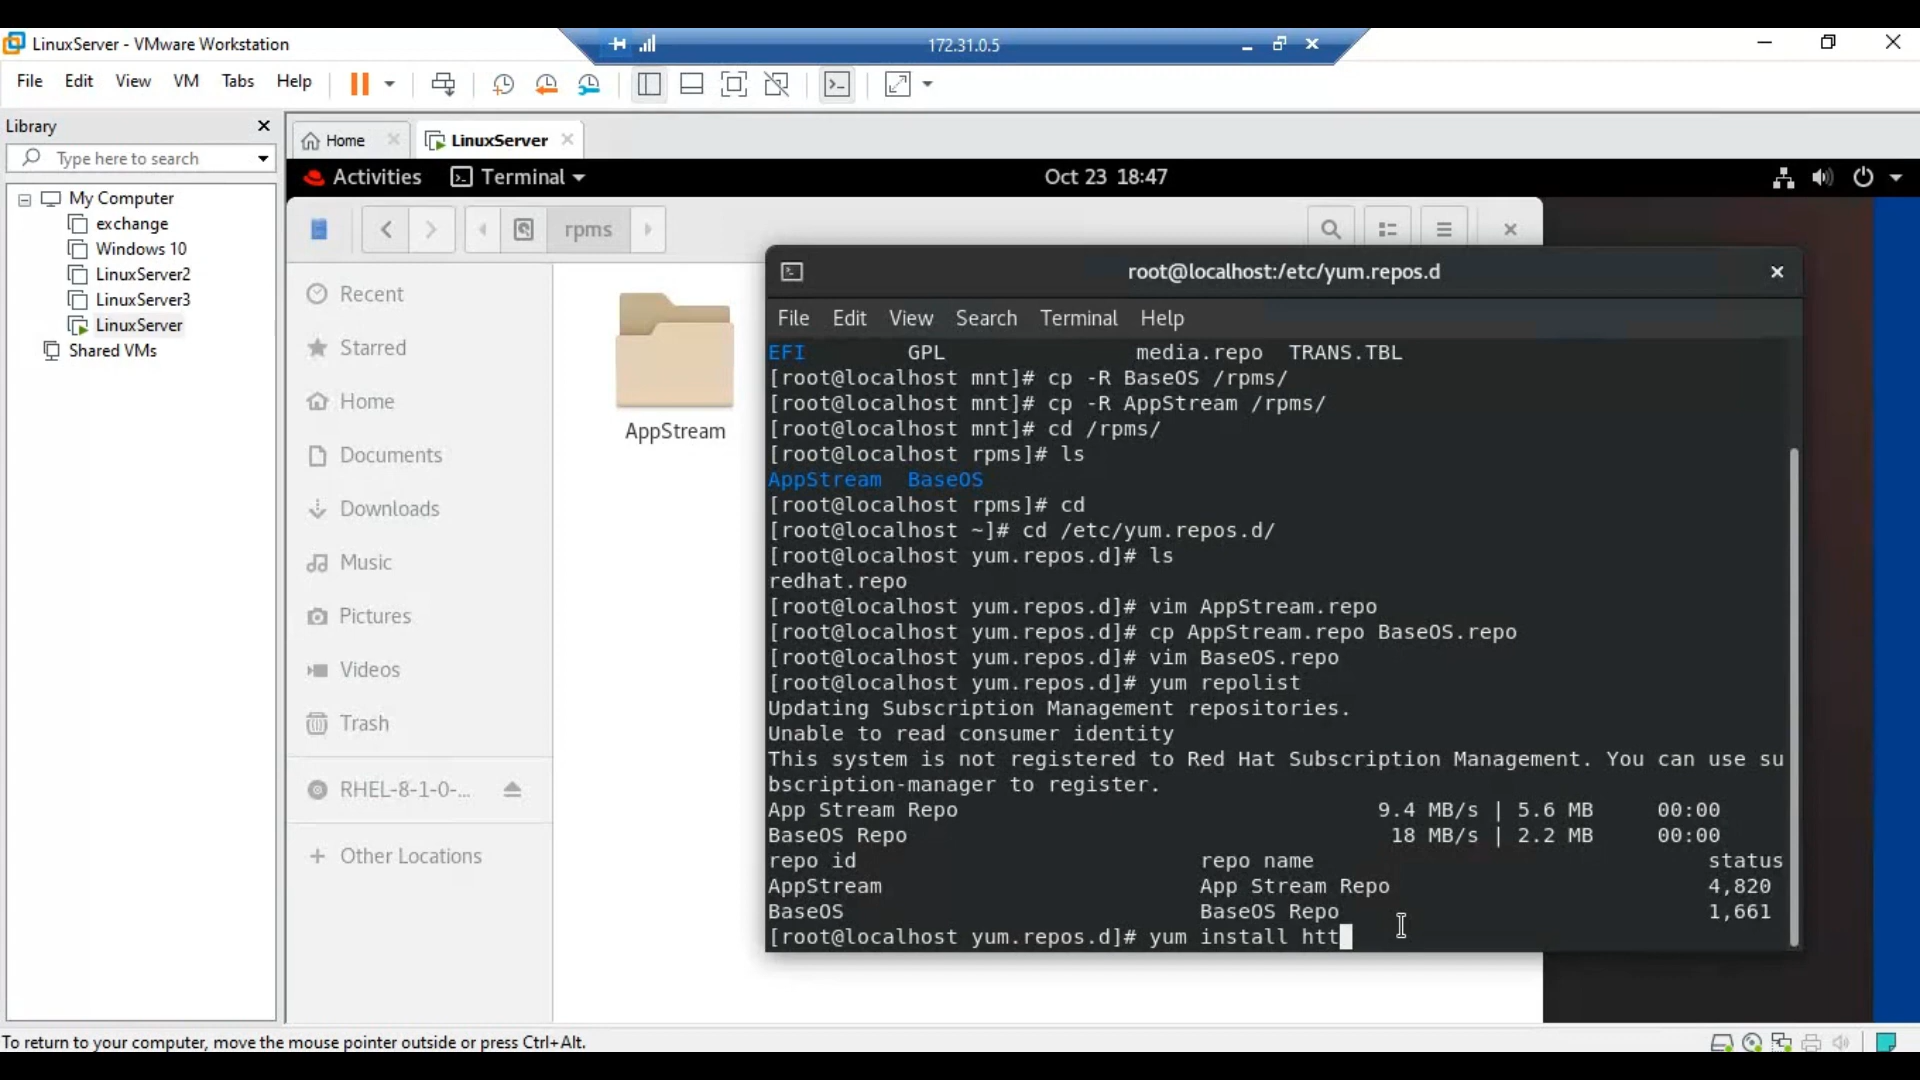 LinuxServer - VMware Workstation
172.31.0.5
File Edit View VM Tabs Help
Library
Type here to search
My Computer
exchange
Windows 10
LinuxServer2
LinuxServer3
LinuxServer
Shared VMs
Home
LinuxServer
Activities
Terminal
Oct 23 18:47
rpms
Recent
Starred
Home
Documents
Downloads
Music
Pictures
Videos
Trash
RHEL-8-1-0-...
+ Other Locations
AppStream
root@localhost:/etc/yum.repos.d
File Edit View Search Terminal Help
EFI GPL media.repo TRANS.TBL
[root@localhost mnt]# cp -R BaseOS /rpms/
[root@localhost mnt]# cp -R AppStream /rpms/
[root@localhost mnt]# cd /rpms/
[root@localhost rpms]# ls
AppStream BaseOS
[root@localhost rpms]# cd
[root@localhost ~]# cd /etc/yum.repos.d/
[root@localhost yum.repos.d]# ls
redhat.repo
[root@localhost yum.repos.d]# vim AppStream.repo
[root@localhost yum.repos.d]# cp AppStream.repo BaseOS.repo
[root@localhost yum.repos.d]# vim BaseOS.repo
[root@localhost yum.repos.d]# yum repolist
Updating Subscription Management repositories.
Unable to read consumer identity
This system is not registered to Red Hat Subscription Management. You can use su
bscription-manager to register.
App Stream Repo 9.4 MB/s | 5.6 MB 00:00
BaseOS Repo 18 MB/s | 2.2 MB 00:00
repo id repo name status
AppStream App Stream Repo 4,820
BaseOS BaseOS Repo 1,661
[root@localhost yum.repos.d]# yum install htt
To return to your computer, move the mouse pointer outside or press Ctrl+Alt.